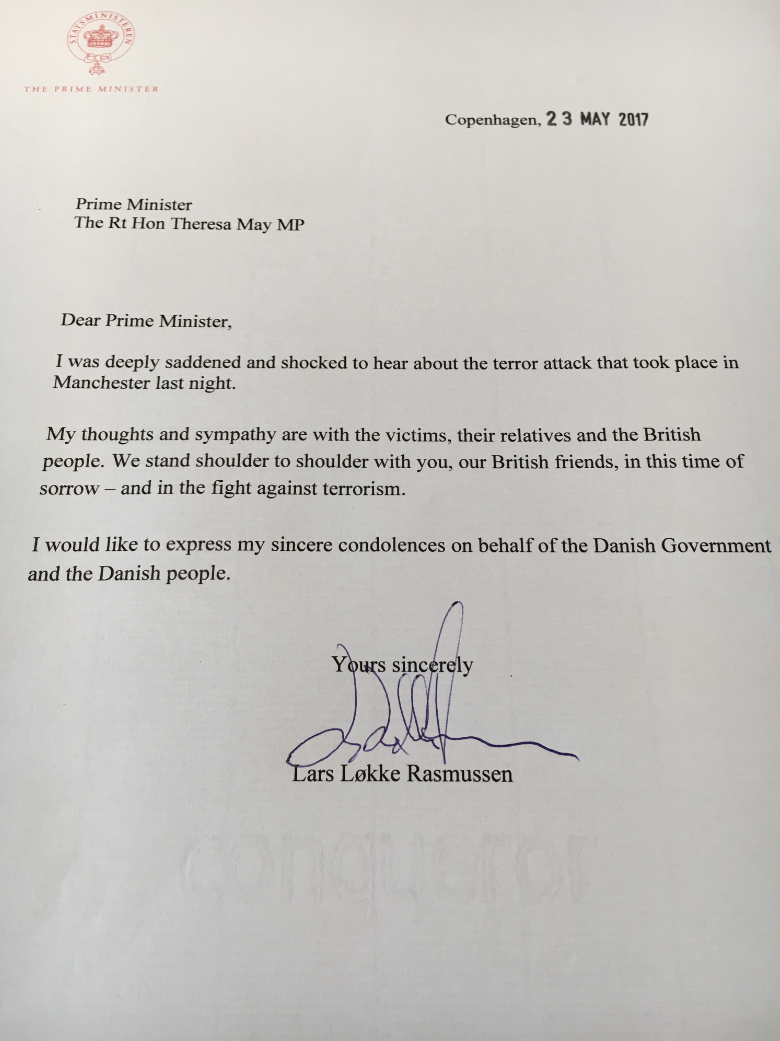 STATSMINISTEREN
THE PRIME MINISTER
Copenhagen, 23 MAY 2017
Prime Minister
The Rt Hon Theresa May MP
Dear Prime Minister,
I was deeply saddened and shocked to hear about the terror attack that took place in
Manchester last night.
My thoughts and sympathy are with the victims, their relatives and the British
people. We stand shoulder to shoulder with you, our British friends, in this time of
sorrow – and in the fight against terrorism.
I would like to express my sincere condolences on behalf of the Danish Government
and the Danish people.
Yours sincerely
Lars Løkke Rasmussen